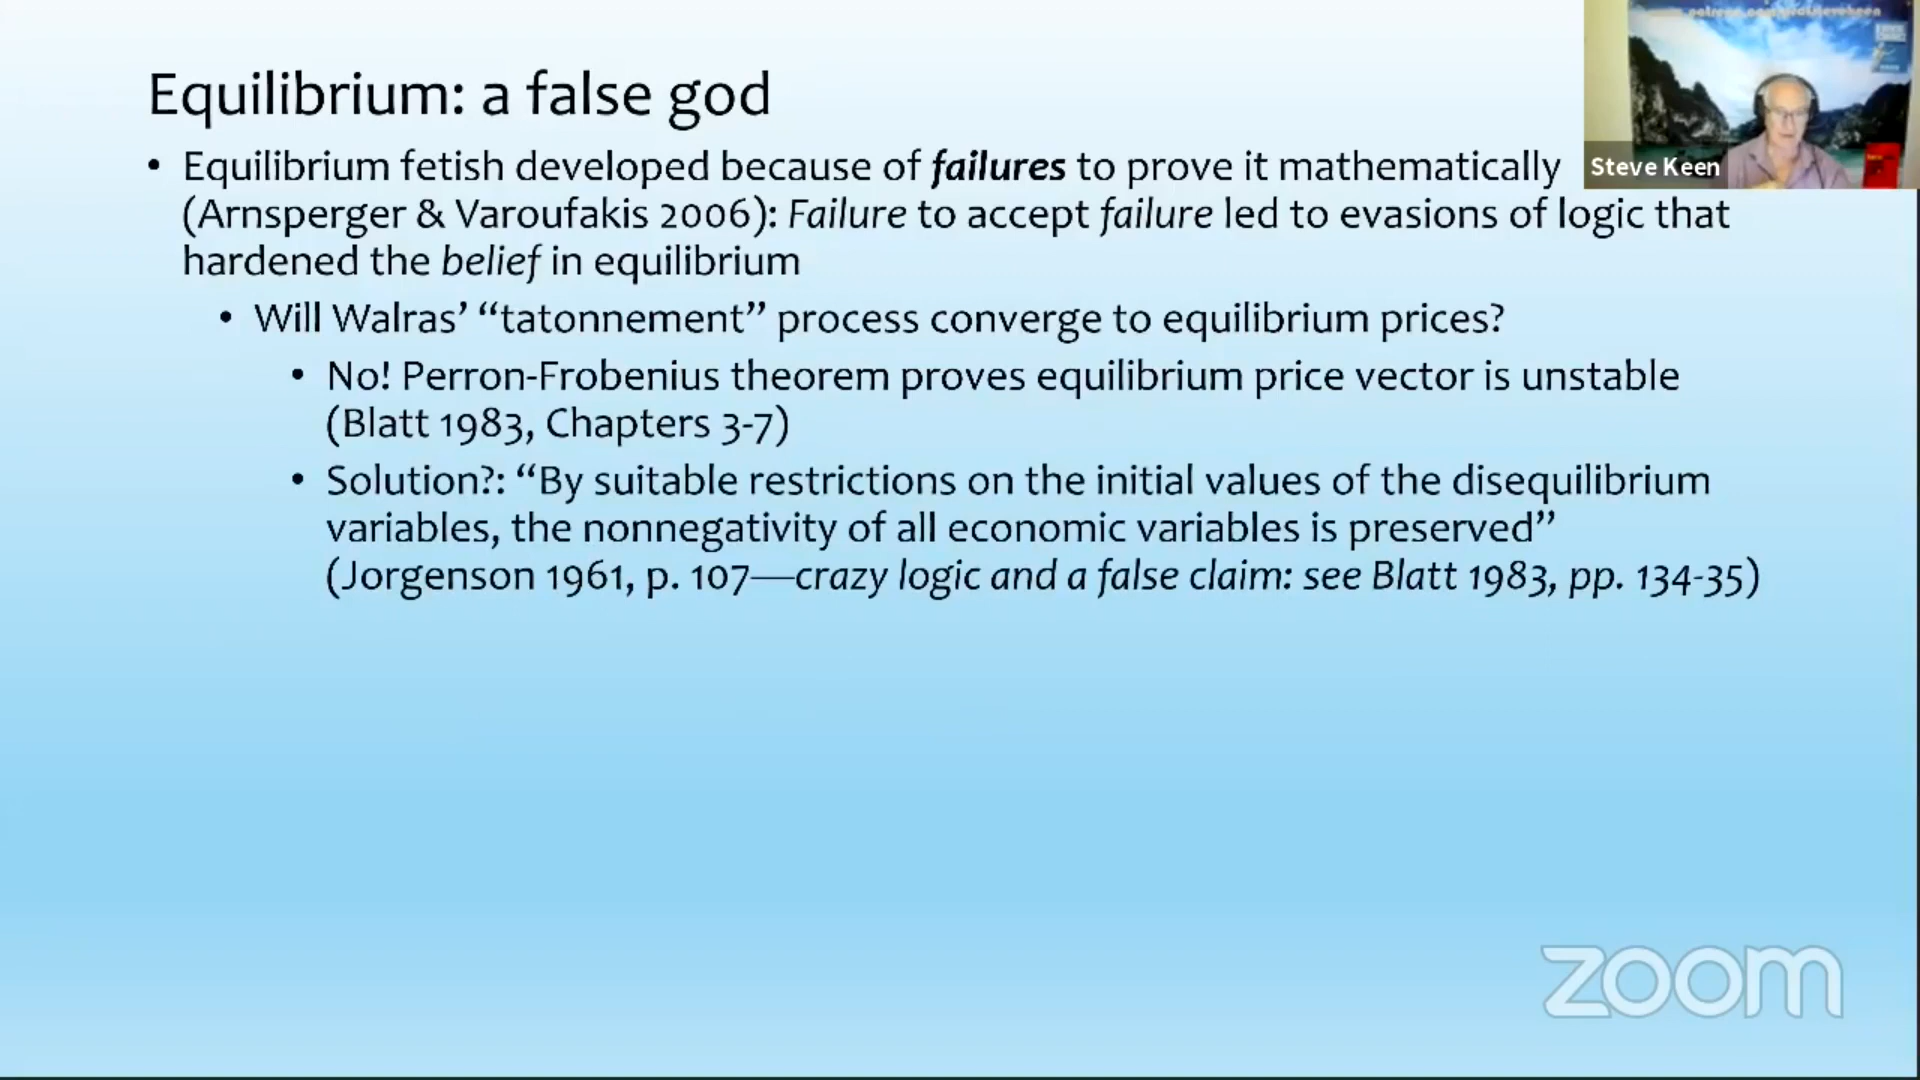 Equilibrium: a false god
• Equilibrium fetish developed because of failures to prove it mathematically
(Arnsperger & Varoufakis 2006): Failure to accept failure led to evasions of logic that
hardened the belief in equilibrium
• Will Walras’ “tatonnement” process converge to equilibrium prices?
• No! Perron-Frobenius theorem proves equilibrium price vector is unstable
(Blatt 1983, Chapters 3-7)
• Solution?: “By suitable restrictions on the initial values of the disequilibrium
variables, the nonnegativity of all economic variables is preserved”
(Jorgenson 1961, p. 107—crazy logic and a false claim: see Blatt 1983, pp. 134-35)
Steve Keen
zoom